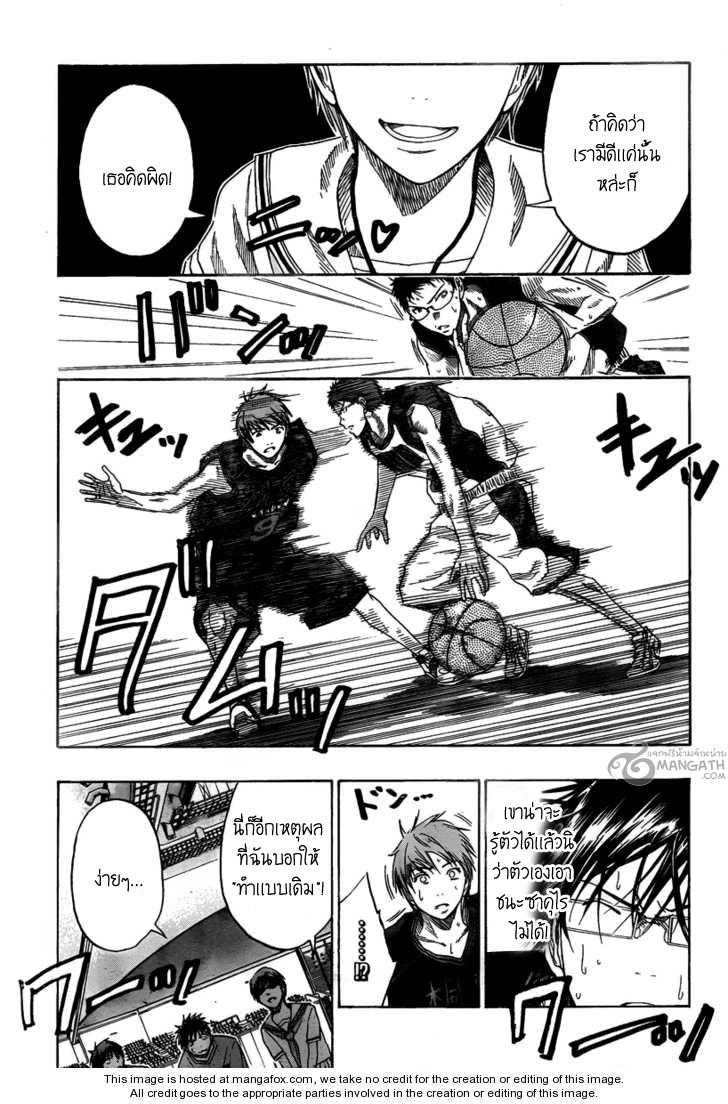 ถ้าคิดว่า
เรามีดีแค่นั้น
หล่ะก็
เธอคิดผิด!
ニッ♡
バンッ
キュッ
キュッ
ダムッ
แจกฟรีห้ามจำหน่าย
MANGATH
.COM
เขาน่าจะ
รู้ตัวได้แล้วนิ
ว่าตัวเองเอา
ชนะซาคุไร
ไม่ได้!
ドン…
……!?
นี่ก็อีกเหตุผล
ที่ฉันบอกให้
"ทำแบบเดิม"!
ง่ายๆ...
ワァー…
ワァー…
This image is hosted at mangafox.com, we take no credit for the creation or editing of this image.
All credit goes to the appropriate parties involved in the creation or editing of this image.